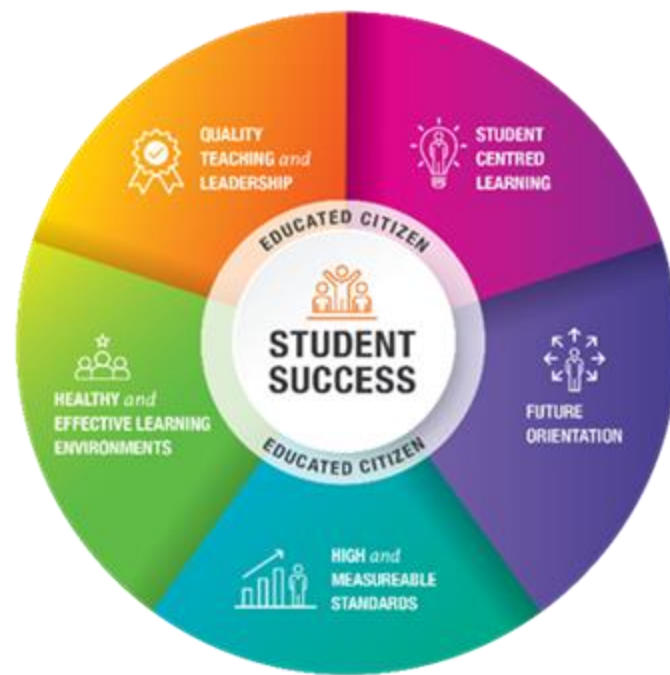 QUALITY
TEACHING and
LEADERSHIP
STUDENT
CENTRED
LEARNING
EDUCATED CITIZEN
STUDENT
SUCCESS
EDUCATED CITIZEN
HEALTHY and
EFFECTIVE LEARNING
ENVIRONMENTS
FUTURE
ORIENTATION
HIGH and
MEASUREABLE
STANDARDS